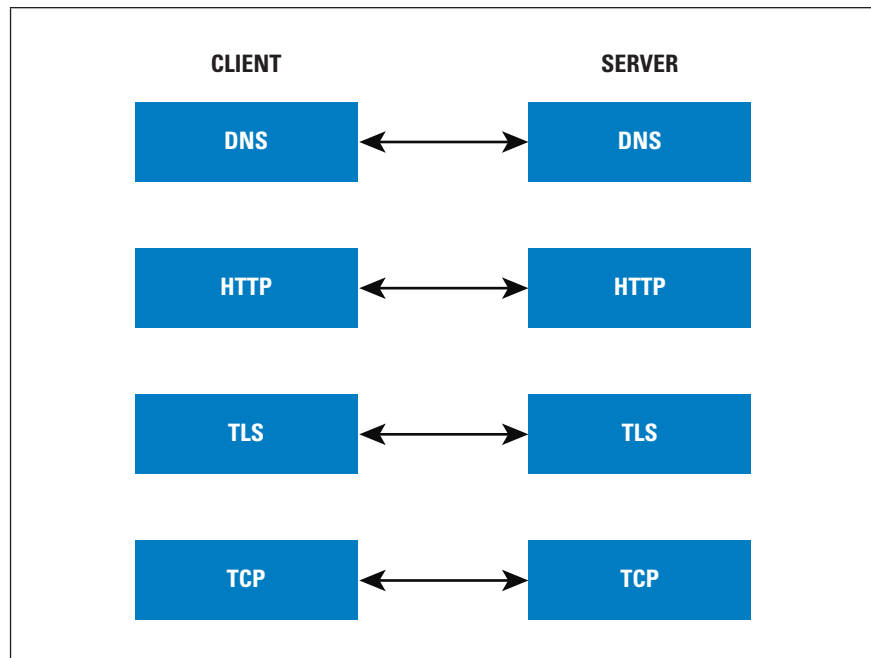 CLIENT SERVER
DNS DNS
HTTP HTTP
TLS TLS
TCP TCP